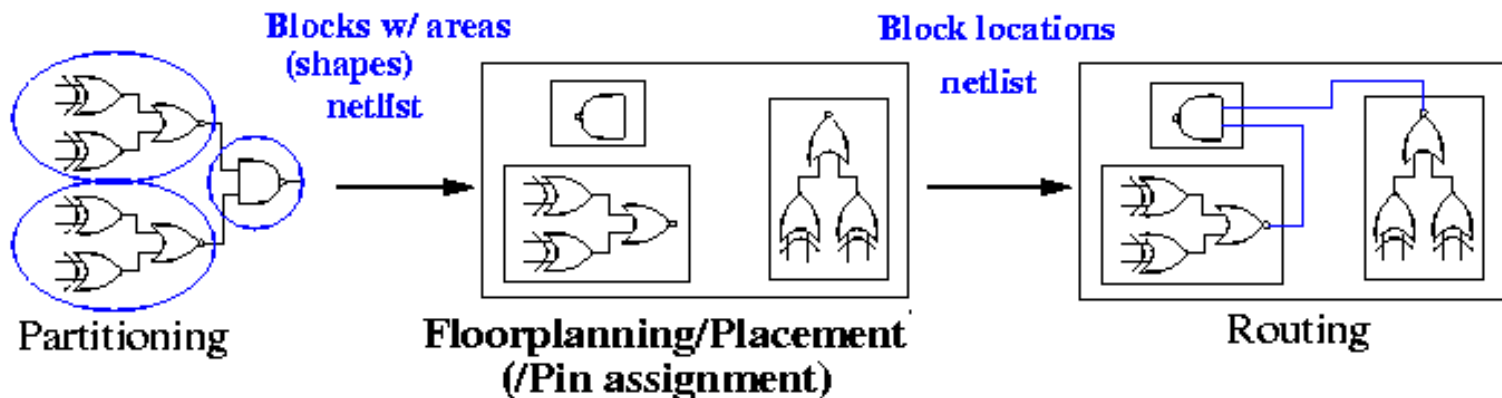 Blocks w/ areas
(shapes)
netlist
Block locations
netlist
Partitioning
Floorplanning/Placement
(/Pin assignment)
Routing